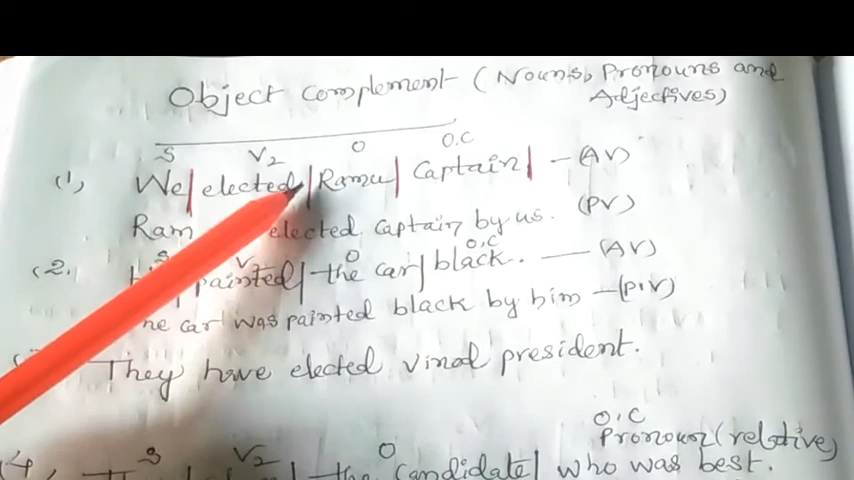 Object Complement (Nouns, Pronouns and
Adjectives)
S V2 O O.C
(1) We | elected | Ramu | Captain | - (AV)
Ram elected captain by us. (PV)
S V O O.C
(2. painted | the car | black. - (AV)
car was painted black by him - (P.V)
They have elected vinod president.
O.C
Pronoun (relative)
S V2 O
(4, the candidate | who was best.